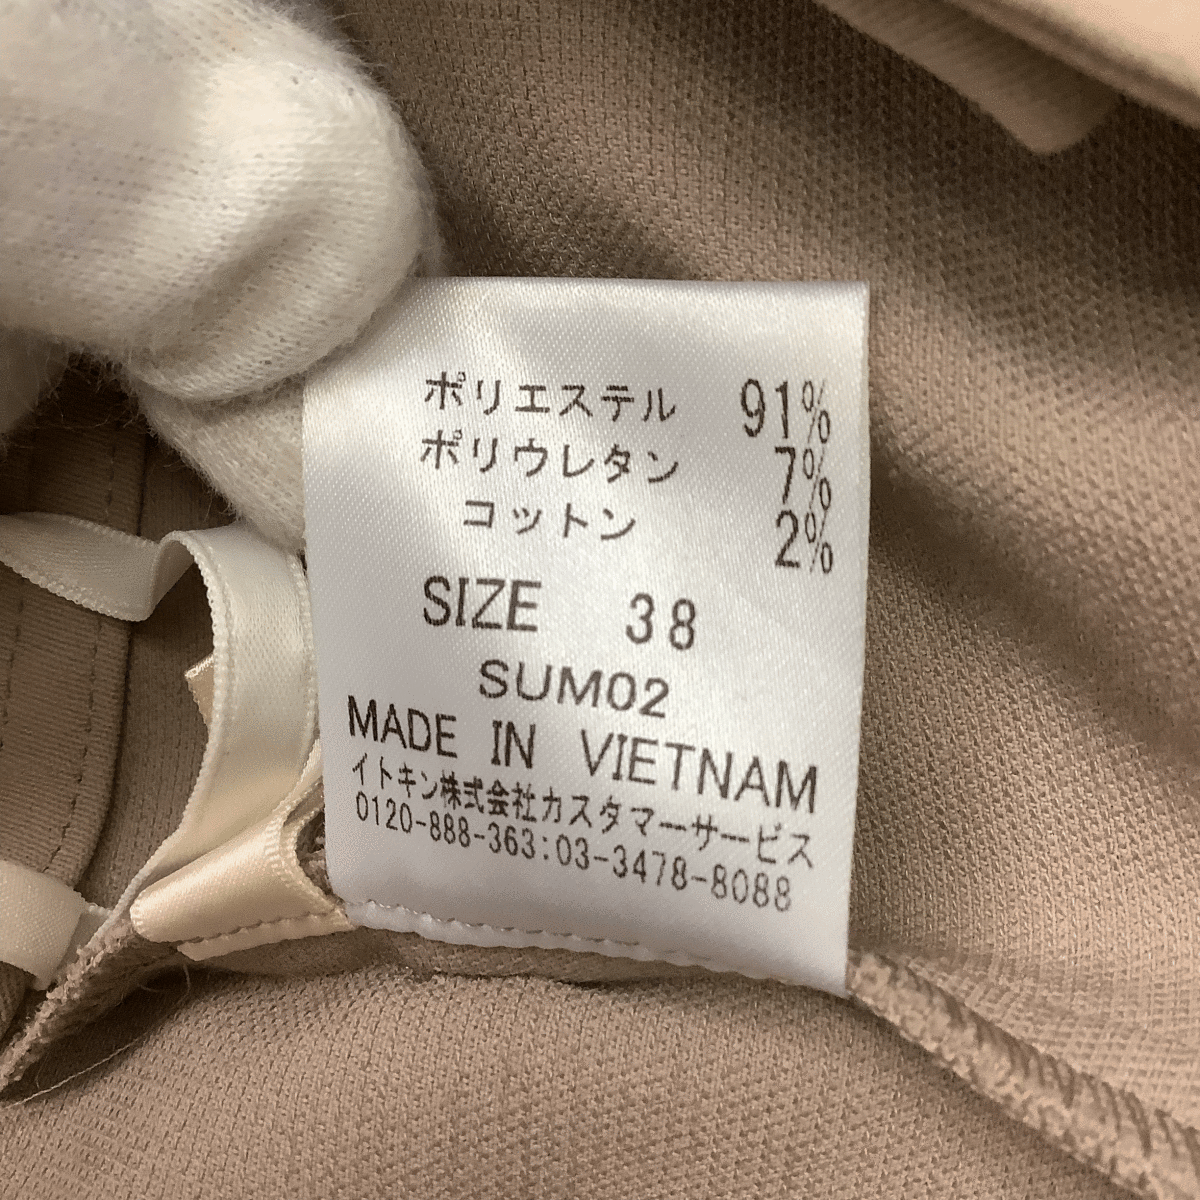 ポリエステル 91%
ポリウレタン 7%
コットン 2%
SIZE 38
SUM02
MADE IN VIETNAM
イトキン株式会社カスタマーサービス
0120-888-363:03-3478-8088